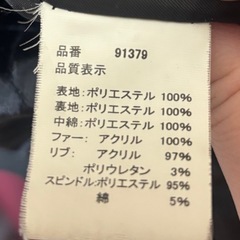 品番 91379
品質表示
表地:ポリエステル 100%
裏地:ポリエステル 100%
中綿:ポリエステル 100%
ファー: アクリル 100%
リブ: アクリル 97%
ポリウレタン 3%
スピンドル:ポリエステル 95%
綿 5%